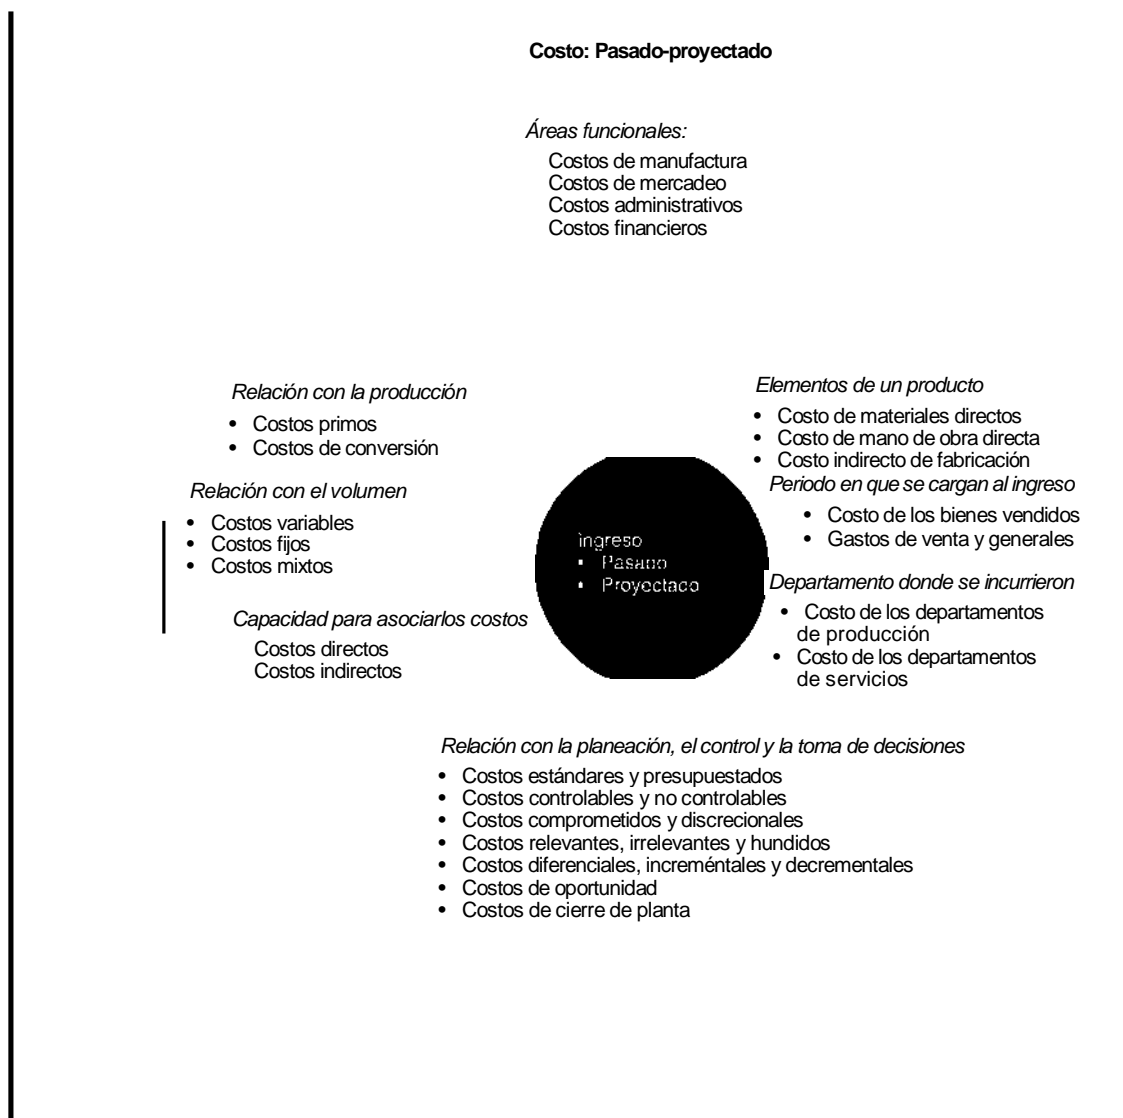 Costo: Pasado-proyectado
Áreas funcionales:
Costos de manufactura
Costos de mercadeo
Costos administrativos
Costos financieros
Relación con la producción
• Costos primos
• Costos de conversión
Relación con el volumen
• Costos variables
• Costos fijos
• Costos mixtos
Capacidad para asociarlos costos
Costos directos
Costos indirectos
ingreso
• Pasado
• Proyectado
Elementos de un producto
• Costo de materiales directos
• Costo de mano de obra directa
• Costo indirecto de fabricación
Periodo en que se cargan al ingreso
• Costo de los bienes vendidos
• Gastos de venta y generales
Departamento donde se incurrieron
• Costo de los departamentos
de producción
• Costo de los departamentos
de servicios
Relación con la planeación, el control y la toma de decisiones
• Costos estándares y presupuestados
• Costos controlables y no controlables
• Costos comprometidos y discrecionales
• Costos relevantes, irrelevantes y hundidos
• Costos diferenciales, increméntales y decrementales
• Costos de oportunidad
• Costos de cierre de planta